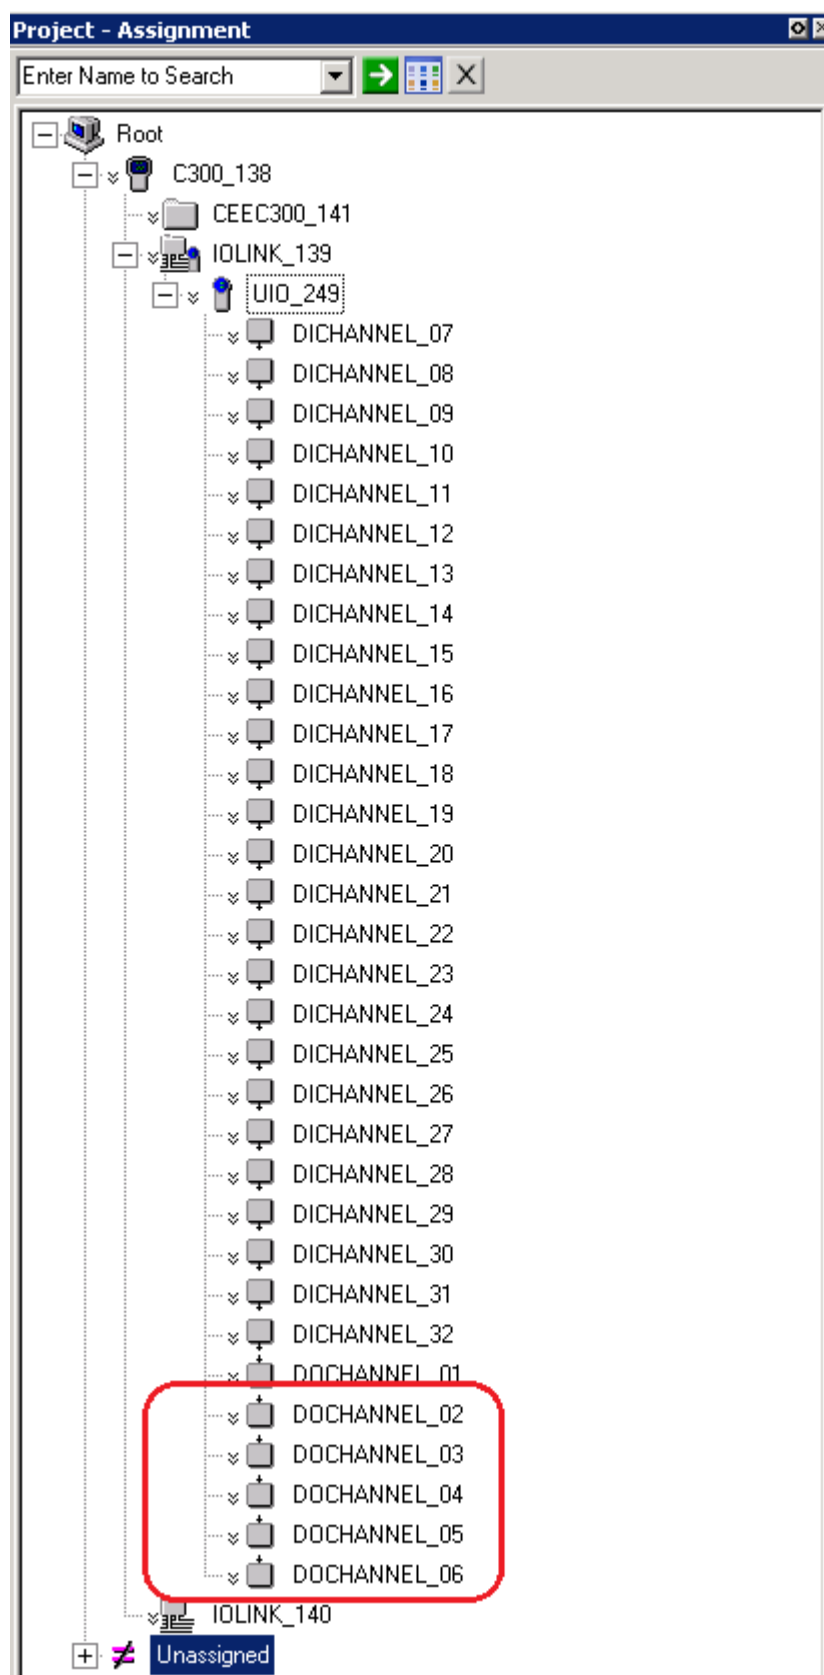 Project - Assignment
Enter Name to Search
Root
C300_138
CEEC300_141
IOLINK_139
UIO_249
DICHANNEL_07
DICHANNEL_08
DICHANNEL_09
DICHANNEL_10
DICHANNEL_11
DICHANNEL_12
DICHANNEL_13
DICHANNEL_14
DICHANNEL_15
DICHANNEL_16
DICHANNEL_17
DICHANNEL_18
DICHANNEL_19
DICHANNEL_20
DICHANNEL_21
DICHANNEL_22
DICHANNEL_23
DICHANNEL_24
DICHANNEL_25
DICHANNEL_26
DICHANNEL_27
DICHANNEL_28
DICHANNEL_29
DICHANNEL_30
DICHANNEL_31
DICHANNEL_32
DOCHANNEL_01
DOCHANNEL_02
DOCHANNEL_03
DOCHANNEL_04
DOCHANNEL_05
DOCHANNEL_06
IOLINK_140
Unassigned